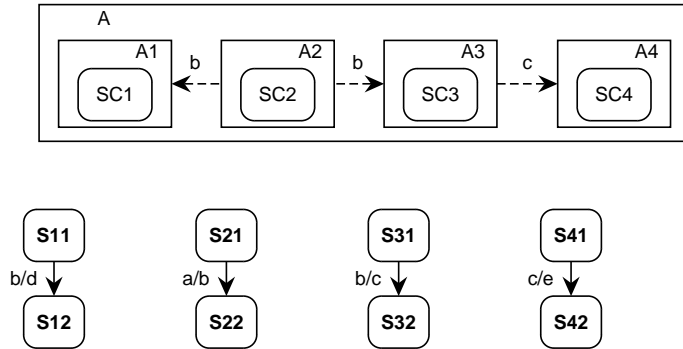 A
A1 A2 A3 A4
b b c
SC1 SC2 SC3 SC4
S11 S21 S31 S41
b/d a/b b/c c/e
S12 S22 S32 S42